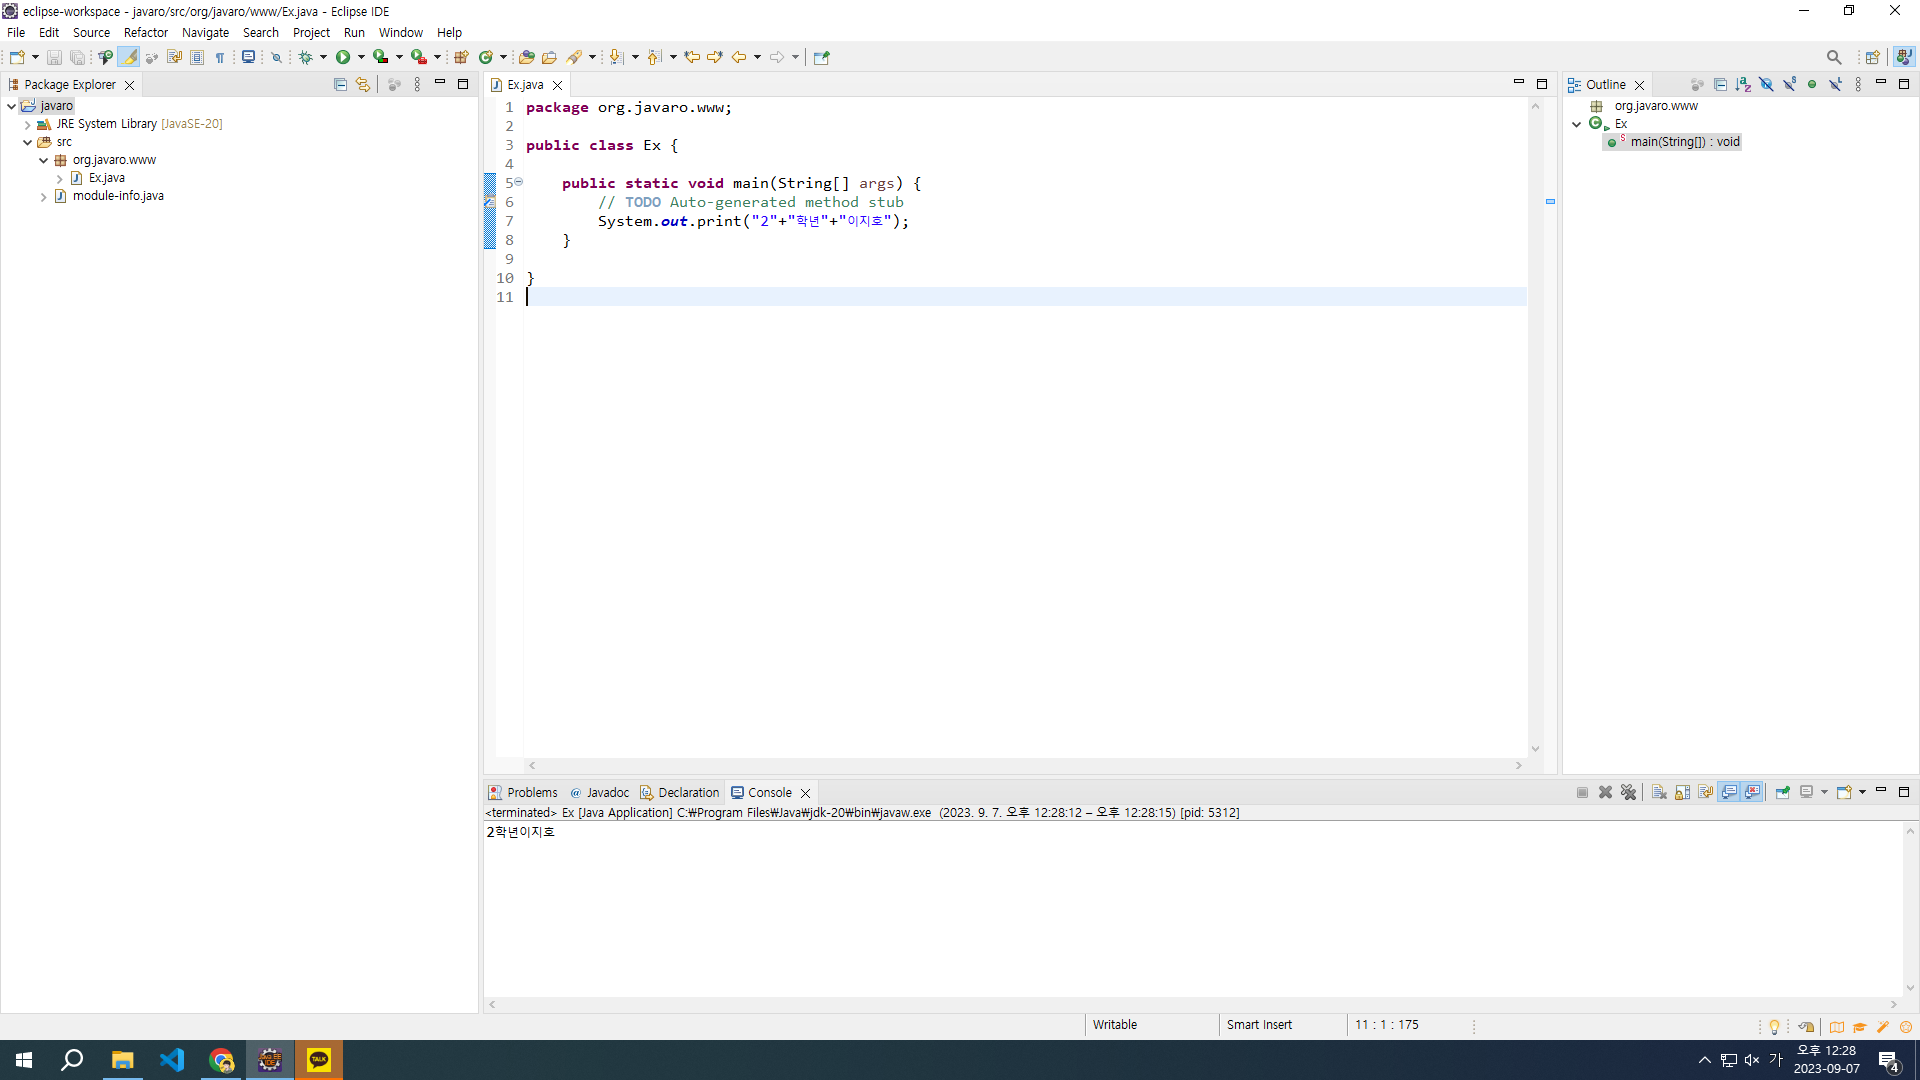 eclipse-workspace - javaro/src/org/javaro/www/Ex.java - Eclipse IDE
File Edit Source Refactor Navigate Search Project Run Window Help
Package Explorer
javaro
JRE System Library [JavaSE-20]
src
org.javaro.www
Ex.java
module-info.java
Ex.java
1 package org.javaro.www;
2
3 public class Ex {
4
5 public static void main(String[] args) {
6 // TODO Auto-generated method stub
7 System.out.print("2"+"학년"+"이지호");
8 }
9
10 }
11
Outline
org.javaro.www
Ex
main(String[]) : void
Problems Javadoc Declaration Console
<terminated> Ex [Java Application] C:₩Program Files₩Java₩jdk-20₩bin₩javaw.exe (2023. 9. 7. 오후 12:28:12 – 오후 12:28:15) [pid: 5312]
2학년이지호
Writable Smart Insert 11 : 1 : 175
TALK
가 오후 12:28
2023-09-07
4